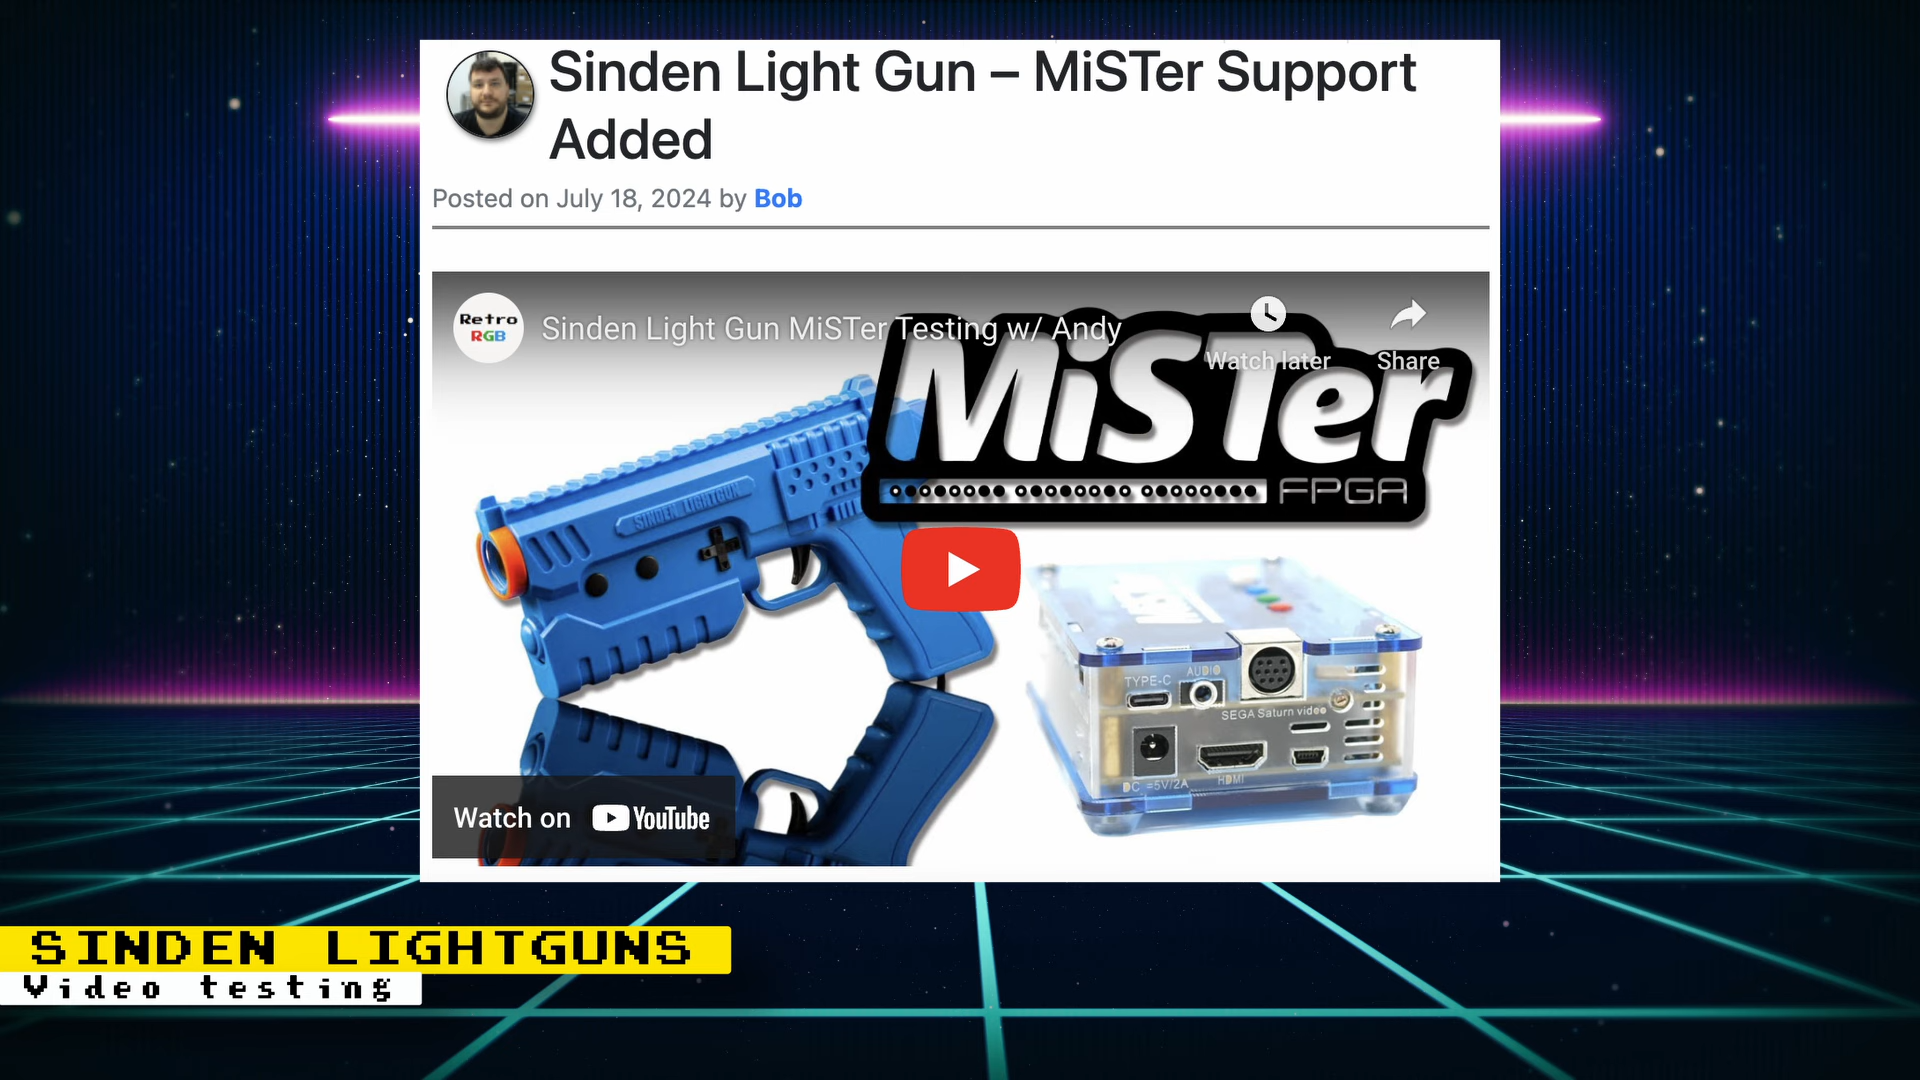 Sinden Light Gun – MiSTer Support
Added
Posted on July 18, 2024 by Bob
Retro
RGB
Sinden Light Gun MiSTer Testing w/ Andy
Watch later
Share
MiSTer
FPGA
SINDEN LIGHTGUN
TYPE-C
AUDIO
SEGA Saturn video
DC =5V/2A
HDMI
Watch on YouTube
SINDEN LIGHTGUNS
Video testing